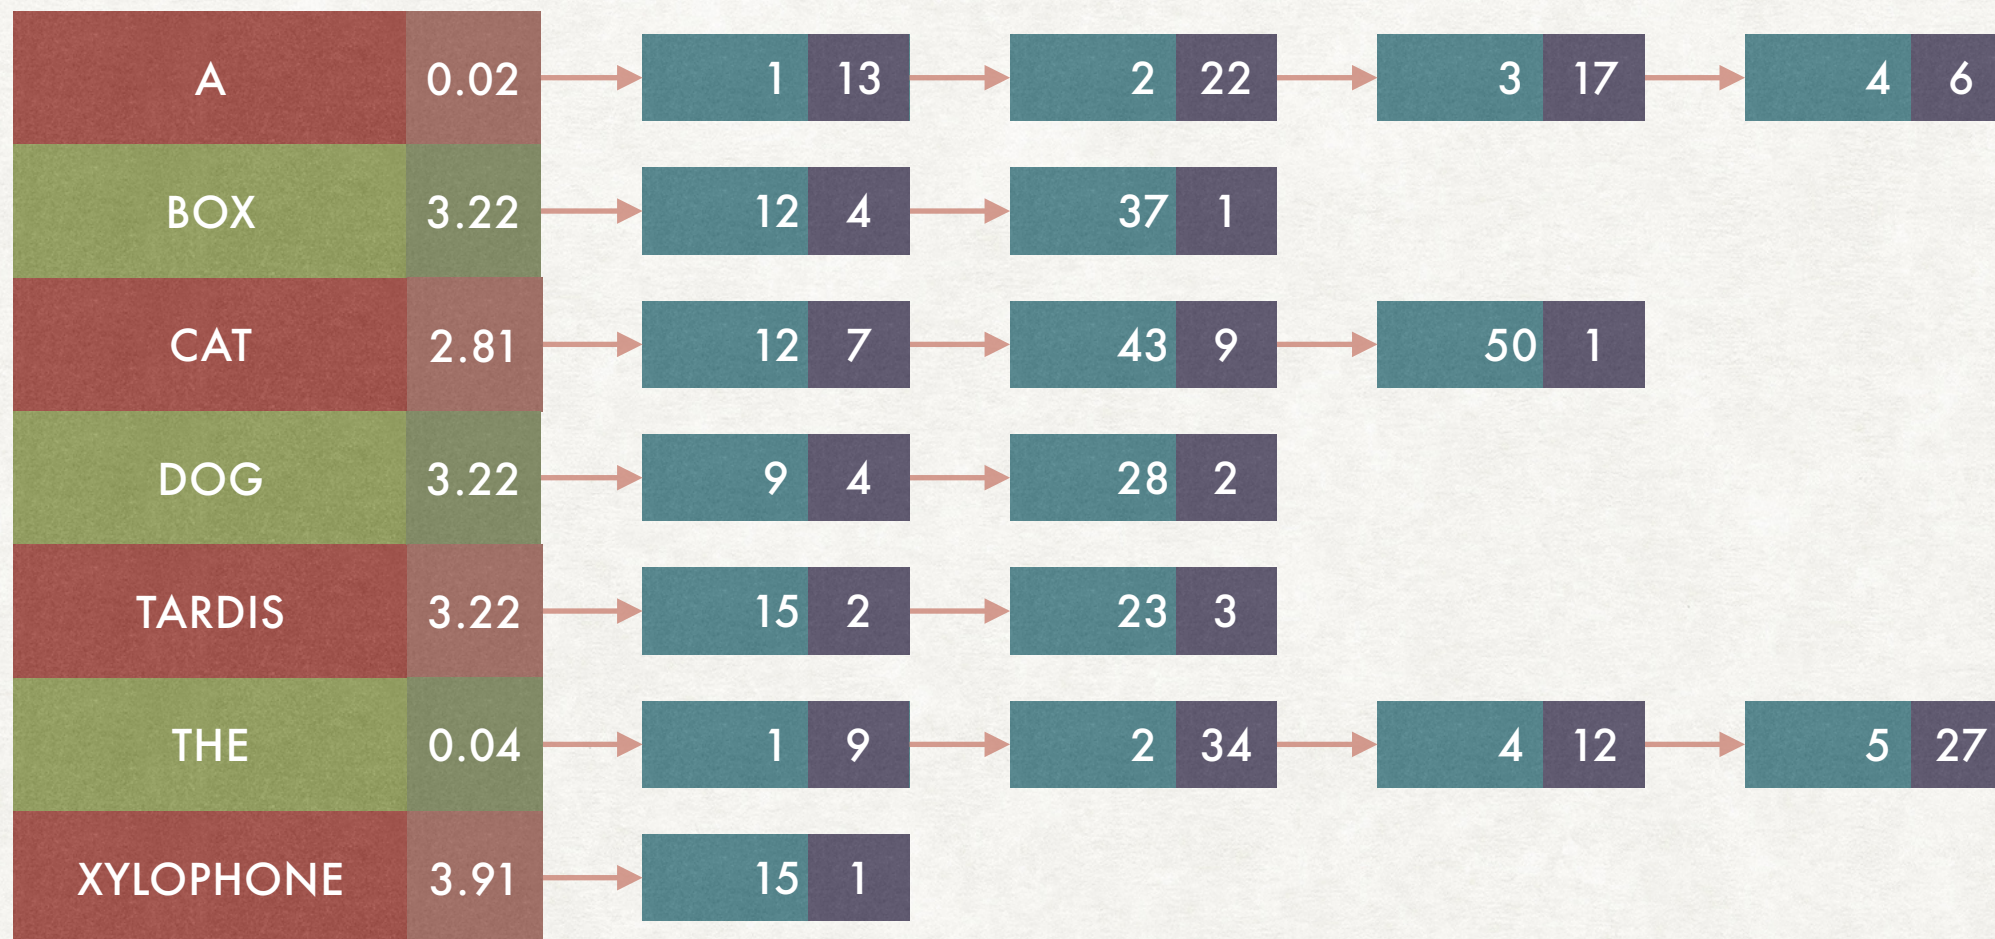 A 0.02 1 13 2 22 3 17 4 6
BOX 3.22 12 4 37 1
CAT 2.81 12 7 43 9 50 1
DOG 3.22 9 4 28 2
TARDIS 3.22 15 2 23 3
THE 0.04 1 9 2 34 4 12 5 27
XYLOPHONE 3.91 15 1